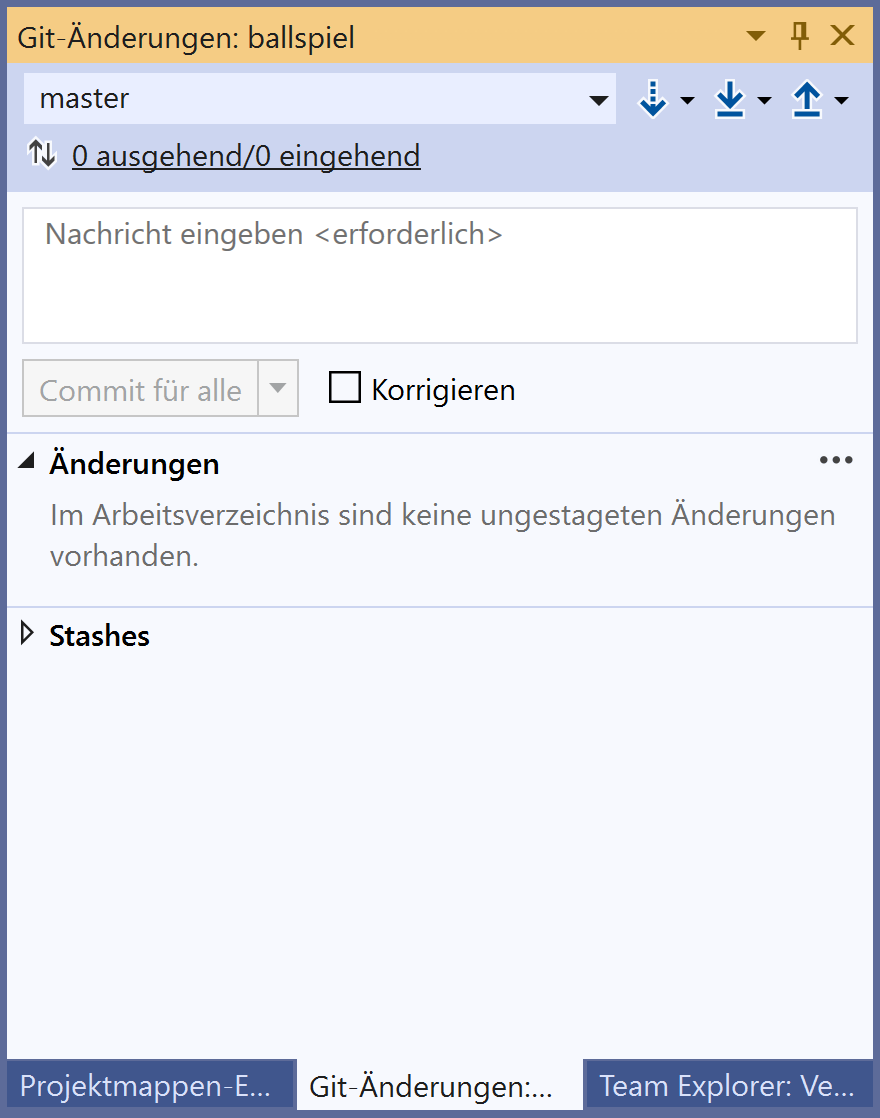 Git-Änderungen: ballspiel
master
0 ausgehend/0 eingehend
Nachricht eingeben <erforderlich>
Commit für alle
Korrigieren
Änderungen
Im Arbeitsverzeichnis sind keine ungestageten Änderungen
vorhanden.
Stashes
Projektmappen-E...
Git-Änderungen:...
Team Explorer: Ve...